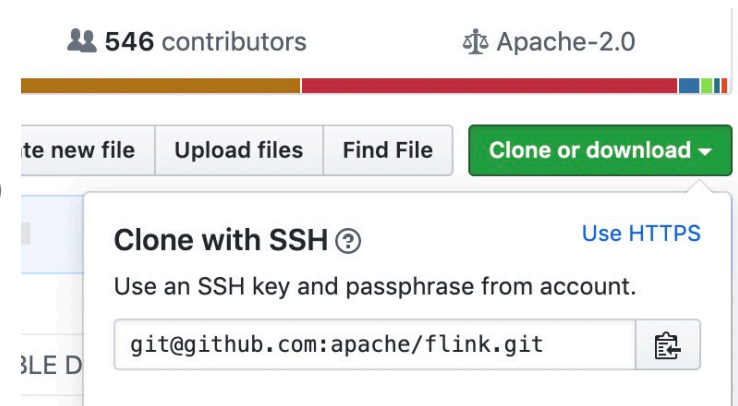 546 contributors
Apache-2.0
te new file
Upload files
Find File
Clone or download
Clone with SSH
Use HTTPS
Use an SSH key and passphrase from account.
git@github.com:apache/flink.git
BLE D